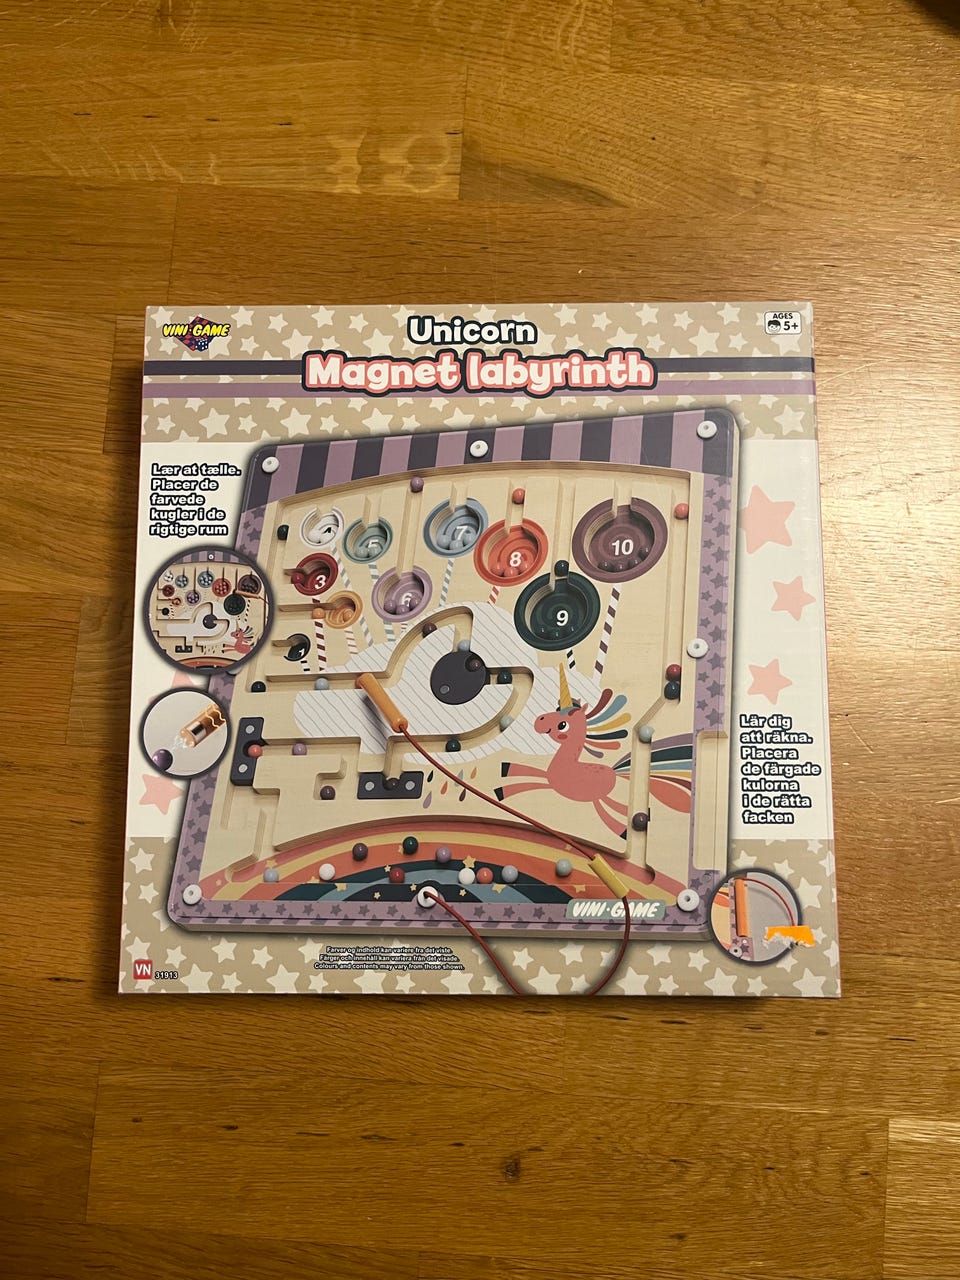 VINI-GAME
Unicorn
Magnet labyrinth
AGES
5+
Lær at tælle.
Placer de
farvede
kugler i de
rigtige rum
5
7
8
10
3
6
9
1
Lär dig
att räkna.
Placera
de färgade
kulorna
i de rätta
facken
VINI-GAME
Farver og indhold kan variere fra det viste.
Färger och innehåll kan variera från det visade.
Colours and contents may vary from those shown.
VN
31913